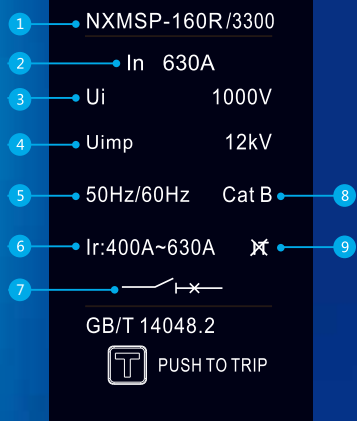 1 NXMSP-160R/3300
2 In 630A
3 Ui 1000V
4 Uimp 12kV
5 50Hz/60Hz Cat B 8
6 Ir:400A~630A 9
7
GB/T 14048.2
T PUSH TO TRIP